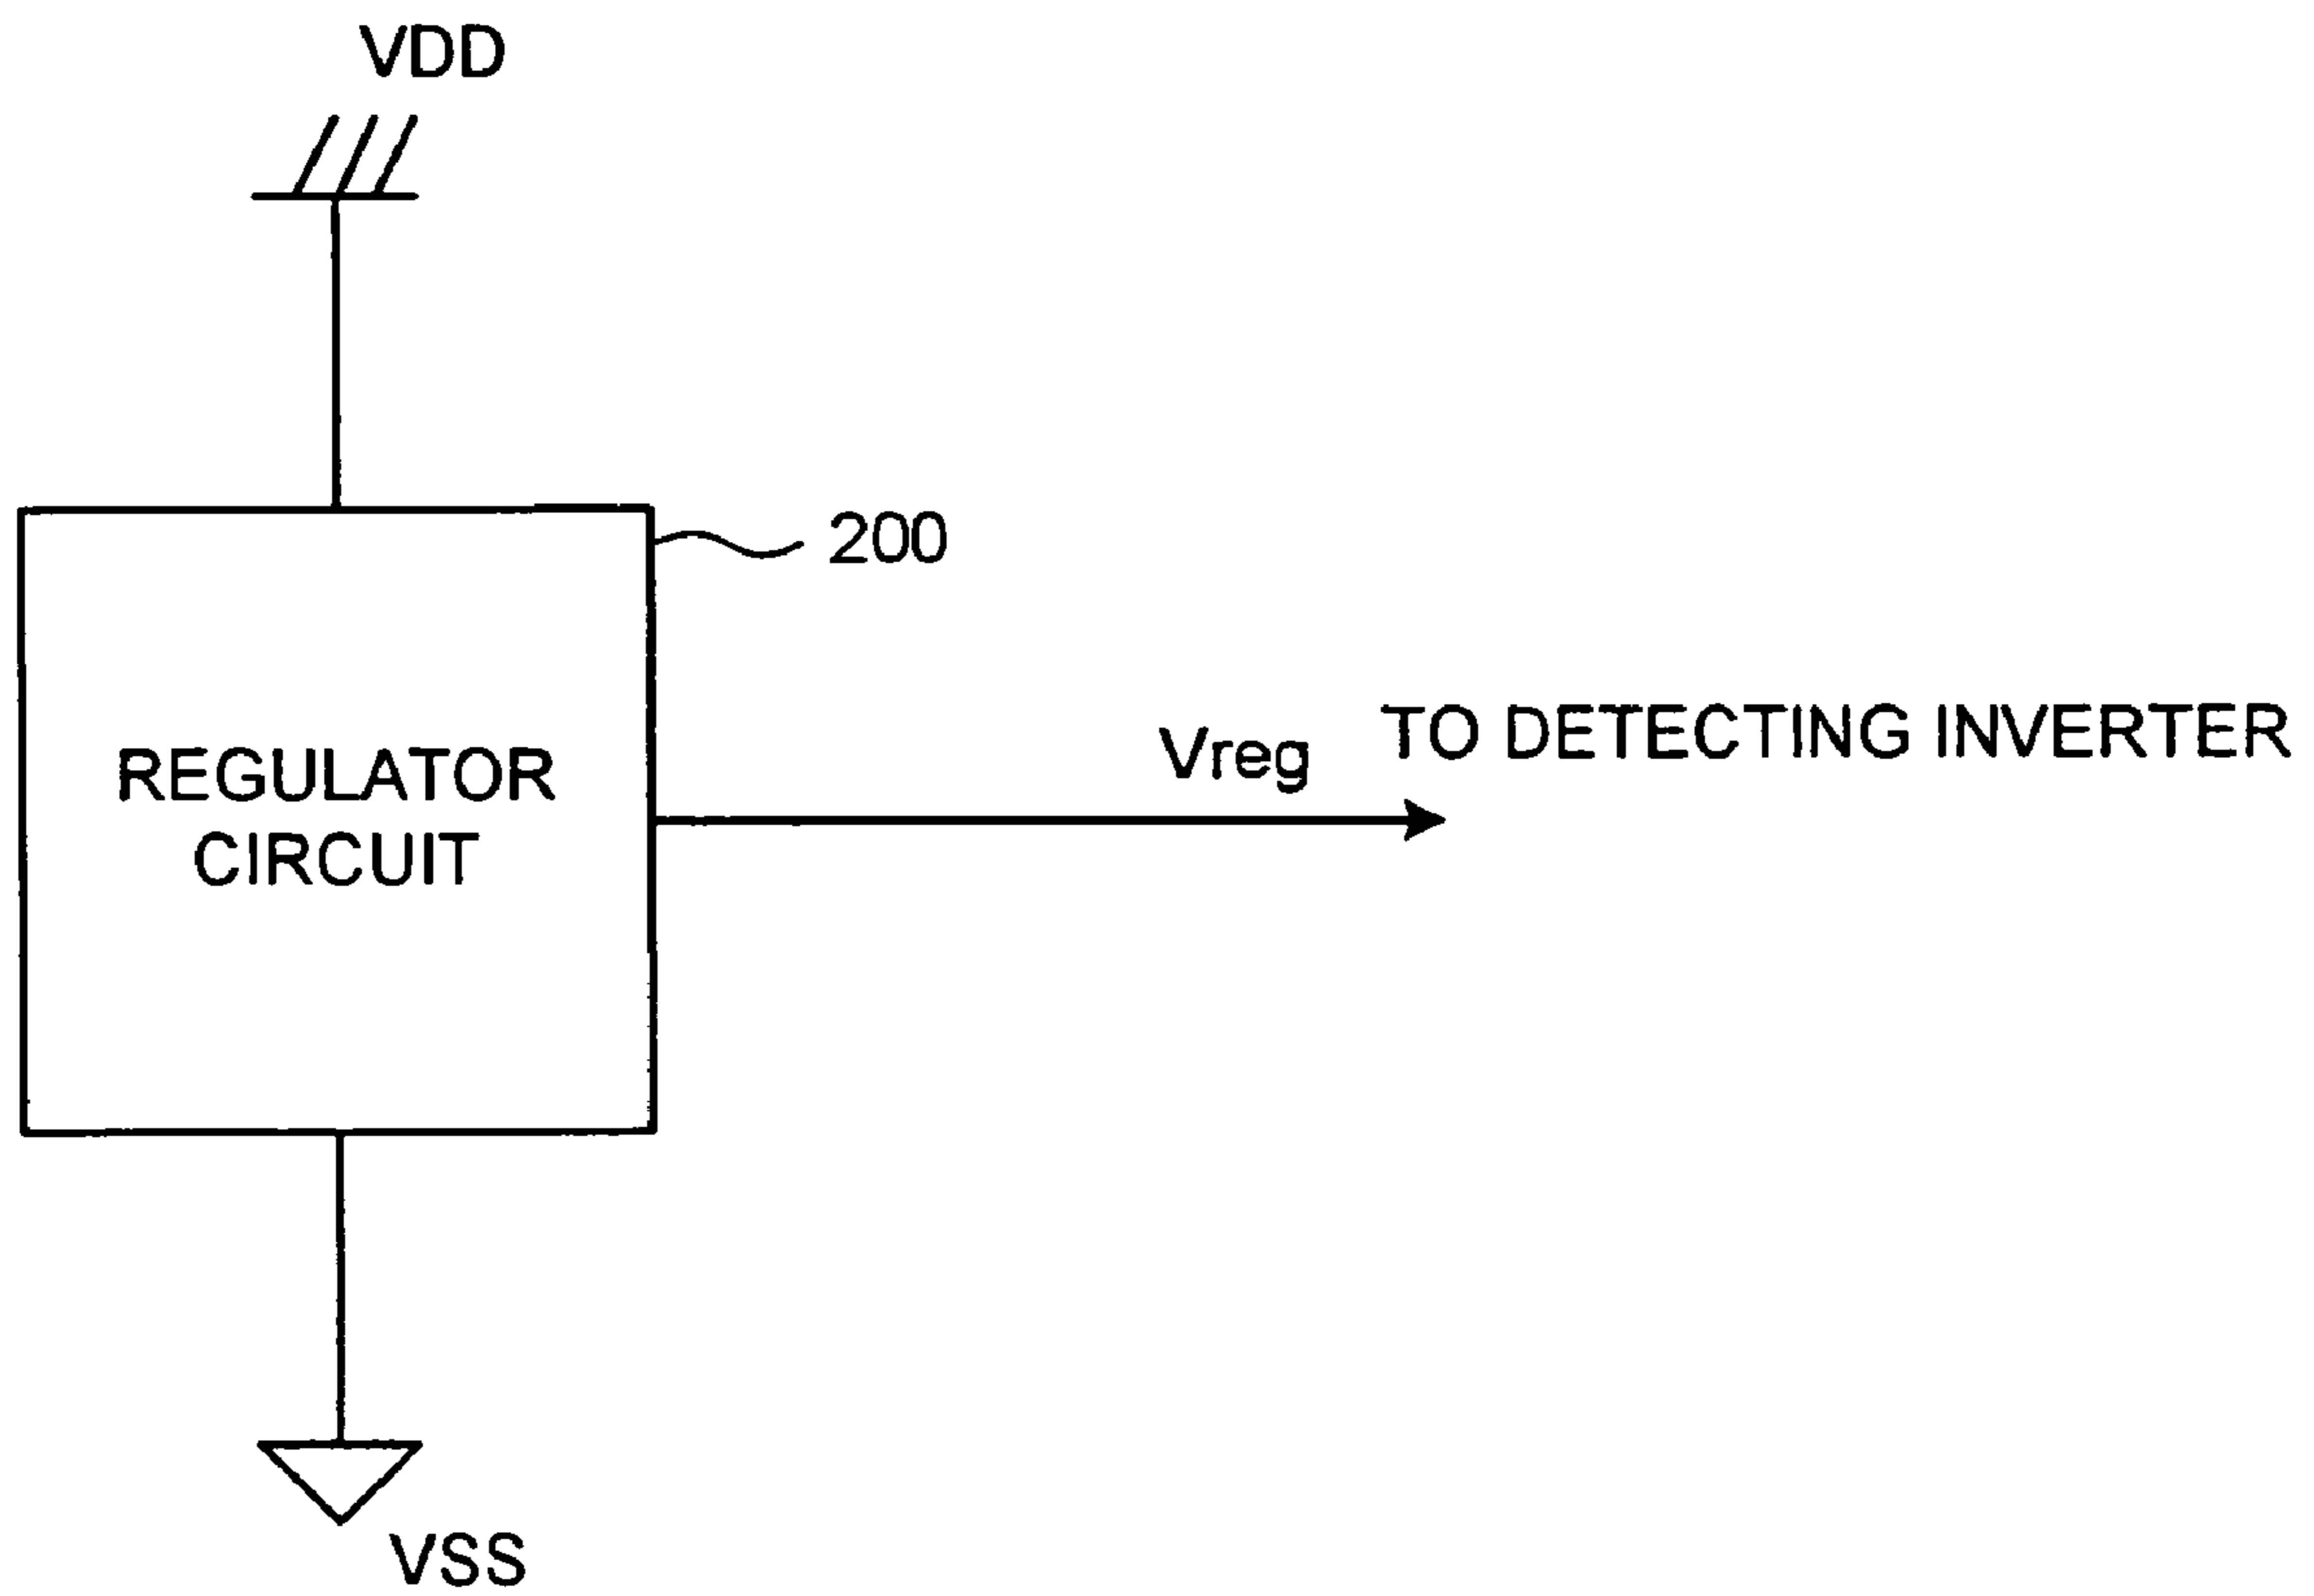 VDD
200
Vreg
TO DETECTING INVERTER
REGULATOR
CIRCUIT
VSS